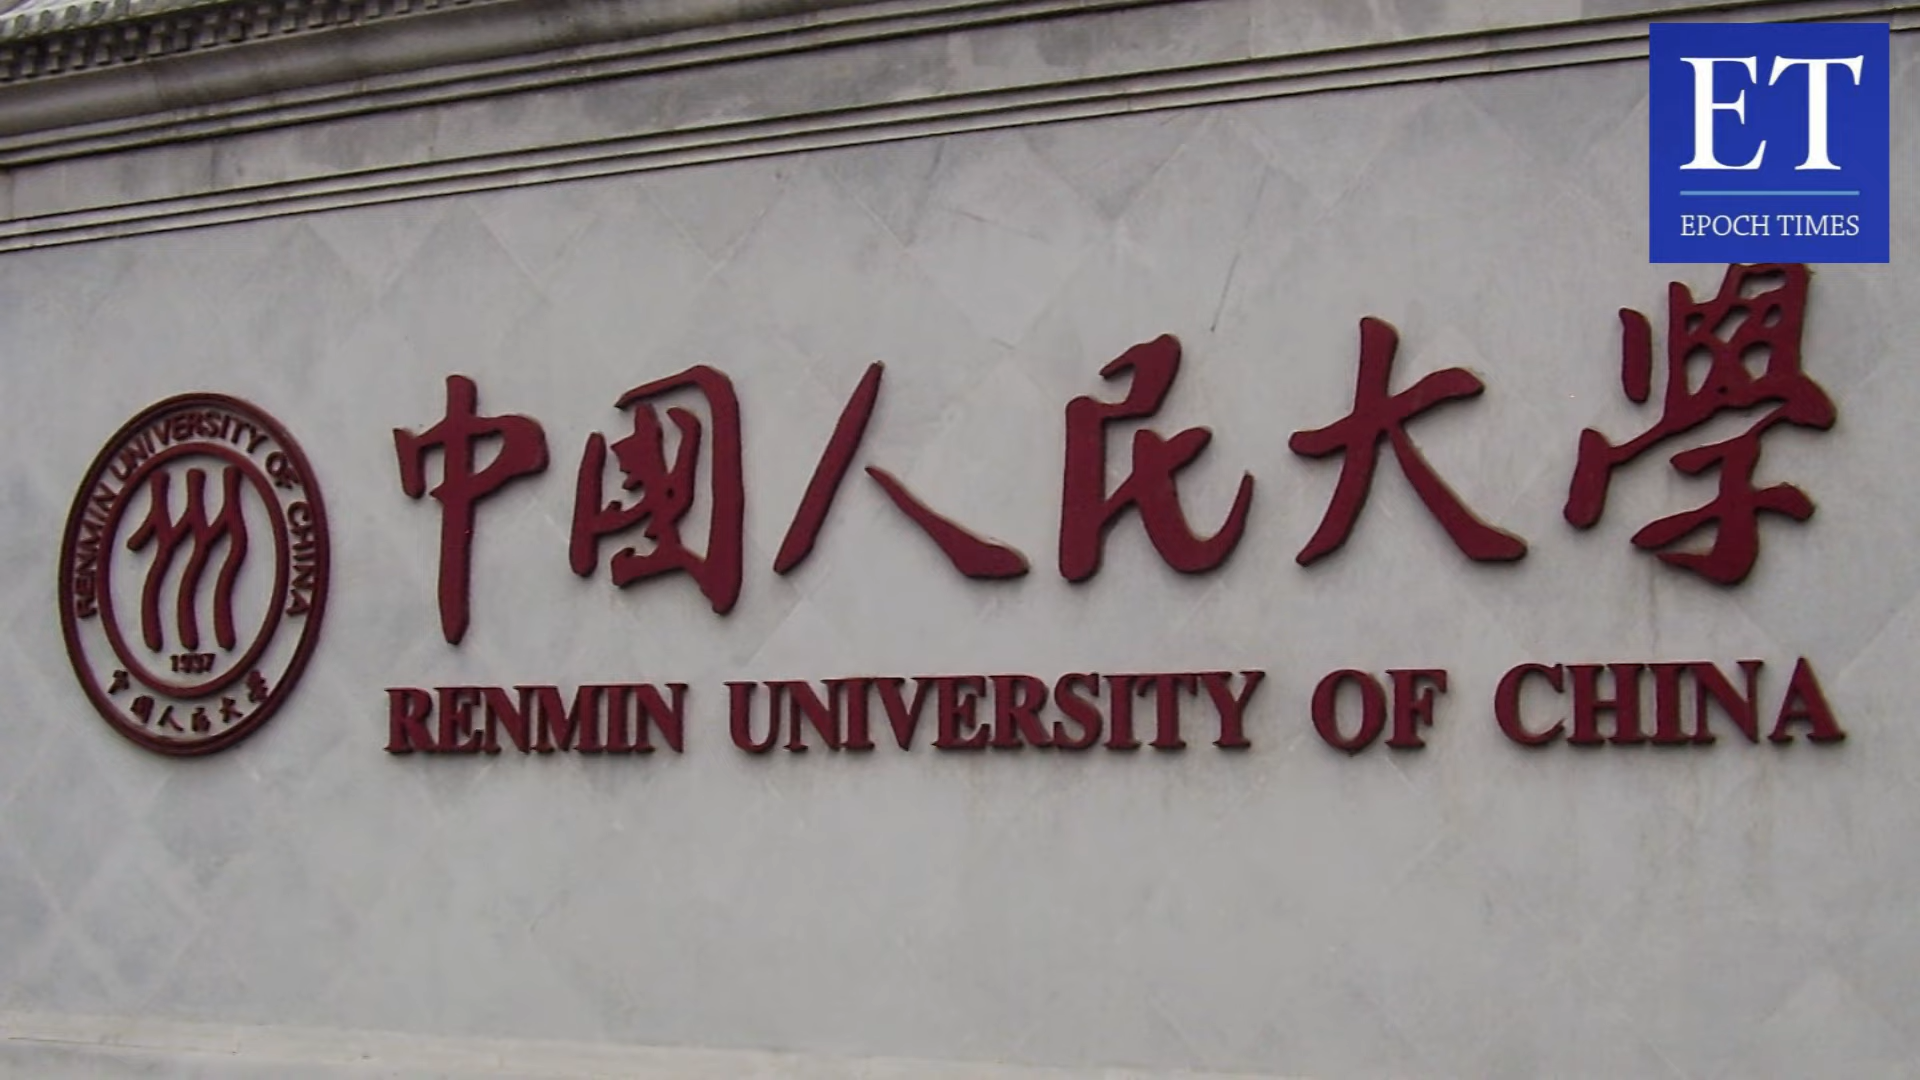 ET
EPOCH TIMES
中國人民大學
RENMIN UNIVERSITY OF CHINA
RENMIN UNIVERSITY OF CHINA
1937
中国人民大学